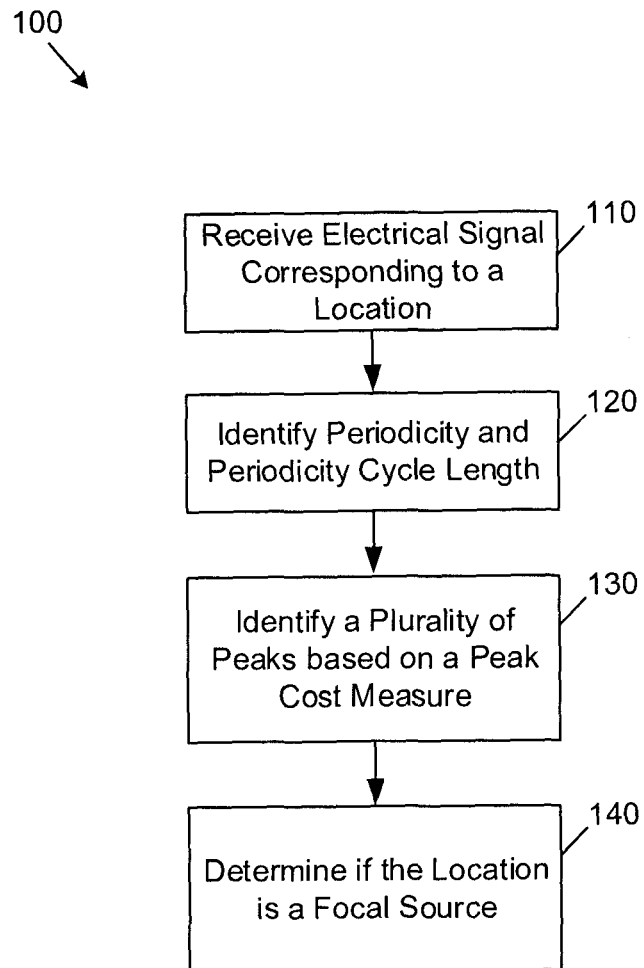 100
110
Receive Electrical Signal
Corresponding to a
Location
120
Identify Periodicity and
Periodicity Cycle Length
130
Identify a Plurality of
Peaks based on a Peak
Cost Measure
140
Determine if the Location
is a Focal Source